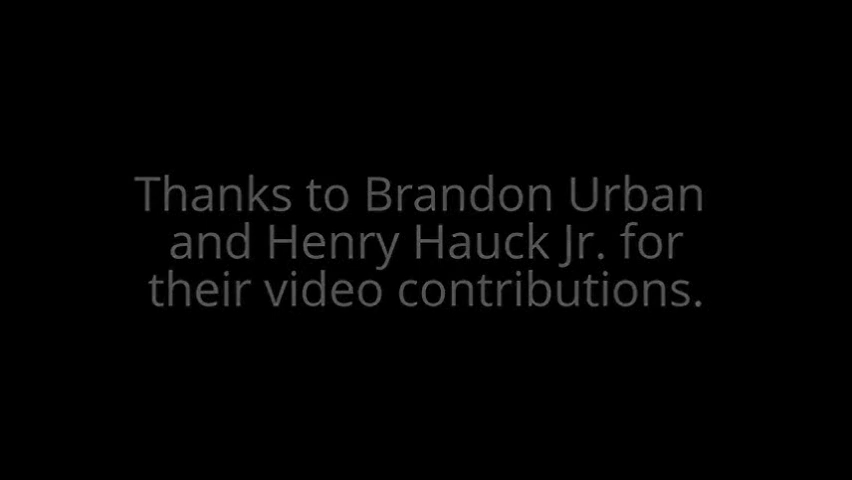 Thanks to Brandon Urban
and Henry Hauck Jr. for
their video contributions.